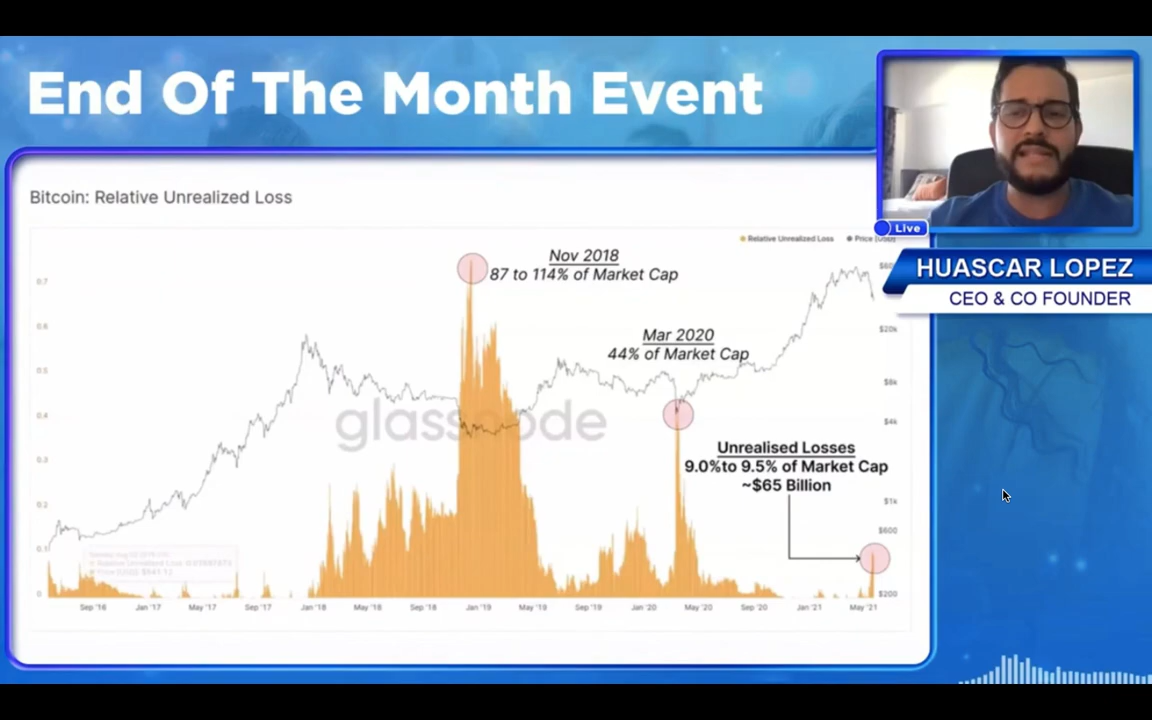 End Of The Month Event
Live
HUASCAR LOPEZ
CEO & CO FOUNDER
Bitcoin: Relative Unrealized Loss
Relative Unrealized Loss Price [USD]
Nov 2018
87 to 114% of Market Cap
Mar 2020
44% of Market Cap
glassnode
Unrealised Losses
9.0%to 9.5% of Market Cap
~$65 Billion
0.7
0.6
0.5
0.4
0.3
0.2
0.1
0
$20k
$8k
$4k
$1k
$600
$200
Sep '16 Jan '17 May '17 Sep '17 Jan '18 May '18 Sep '18 Jan '19 May '19 Sep '19 Jan '20 May '20 Sep '20 Jan '21 May '21